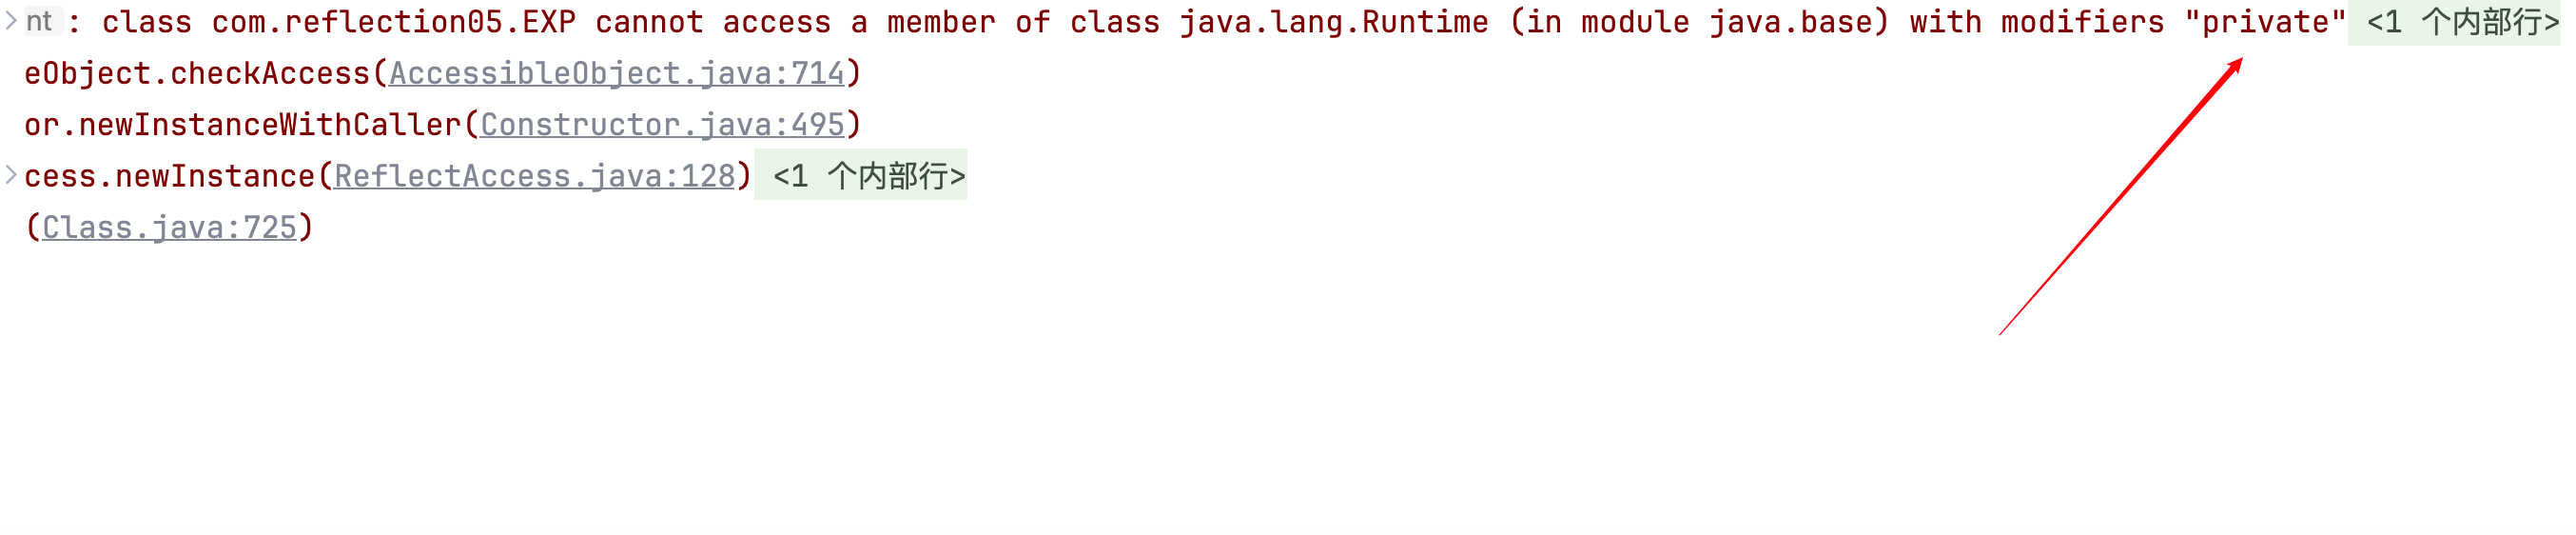 nt : class com.reflection05.EXP cannot access a member of class java.lang.Runtime (in module java.base) with modifiers "private" <1 个内部行>
eObject.checkAccess(AccessibleObject.java:714)
or.newInstanceWithCaller(Constructor.java:495)
cess.newInstance(ReflectAccess.java:128) <1 个内部行>
(Class.java:725)